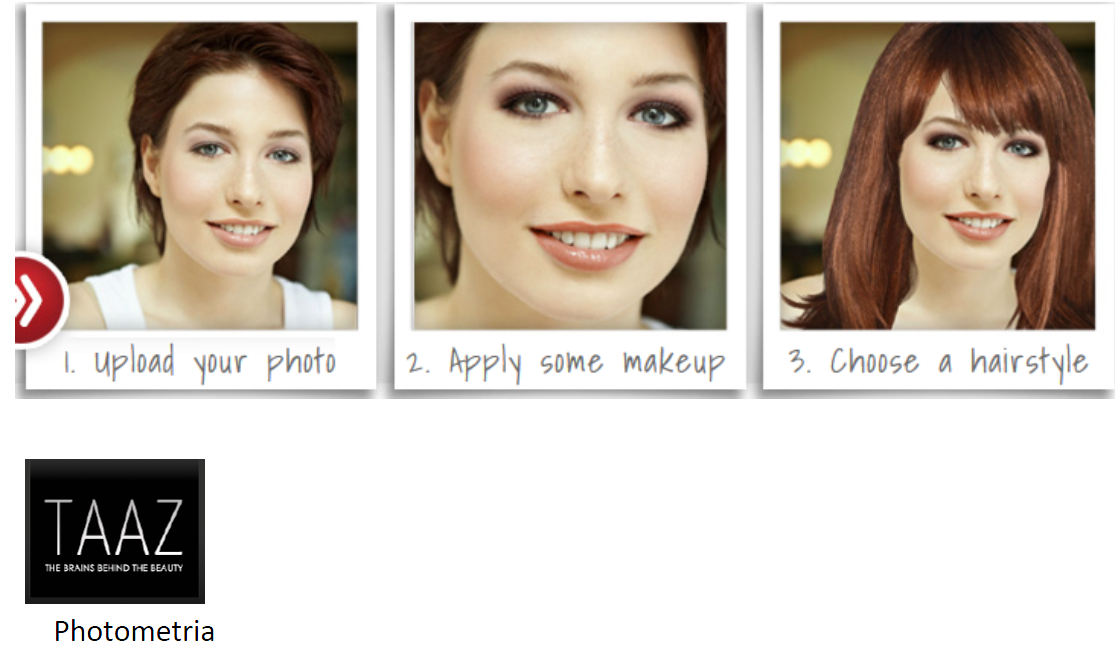 1. Upload your photo
2. Apply some makeup
3. Choose a hairstyle
TAAZ
THE BRAINS BEHIND THE BEAUTY
Photometria